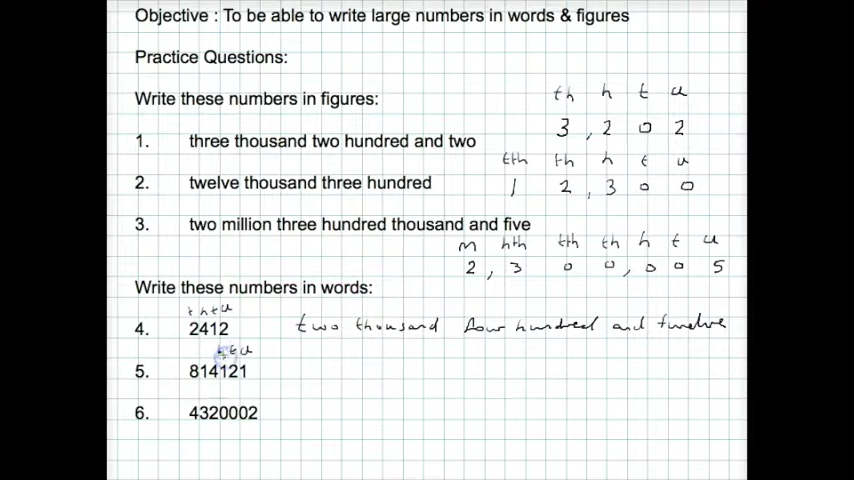 Objective : To be able to write large numbers in words & figures
Practice Questions:
Write these numbers in figures:
th h t u
3 , 2 0 2
1. three thousand two hundred and two
tth th h t u
2. twelve thousand three hundred 1 2 , 3 0 0
3. two million three hundred thousand and five
m hth tth th h t u
2 , 3 0 0 , 0 0 5
Write these numbers in words:
t h t u
4. 2412 two thousand four hundred and twelve
h t u
5. 814121
6. 4320002